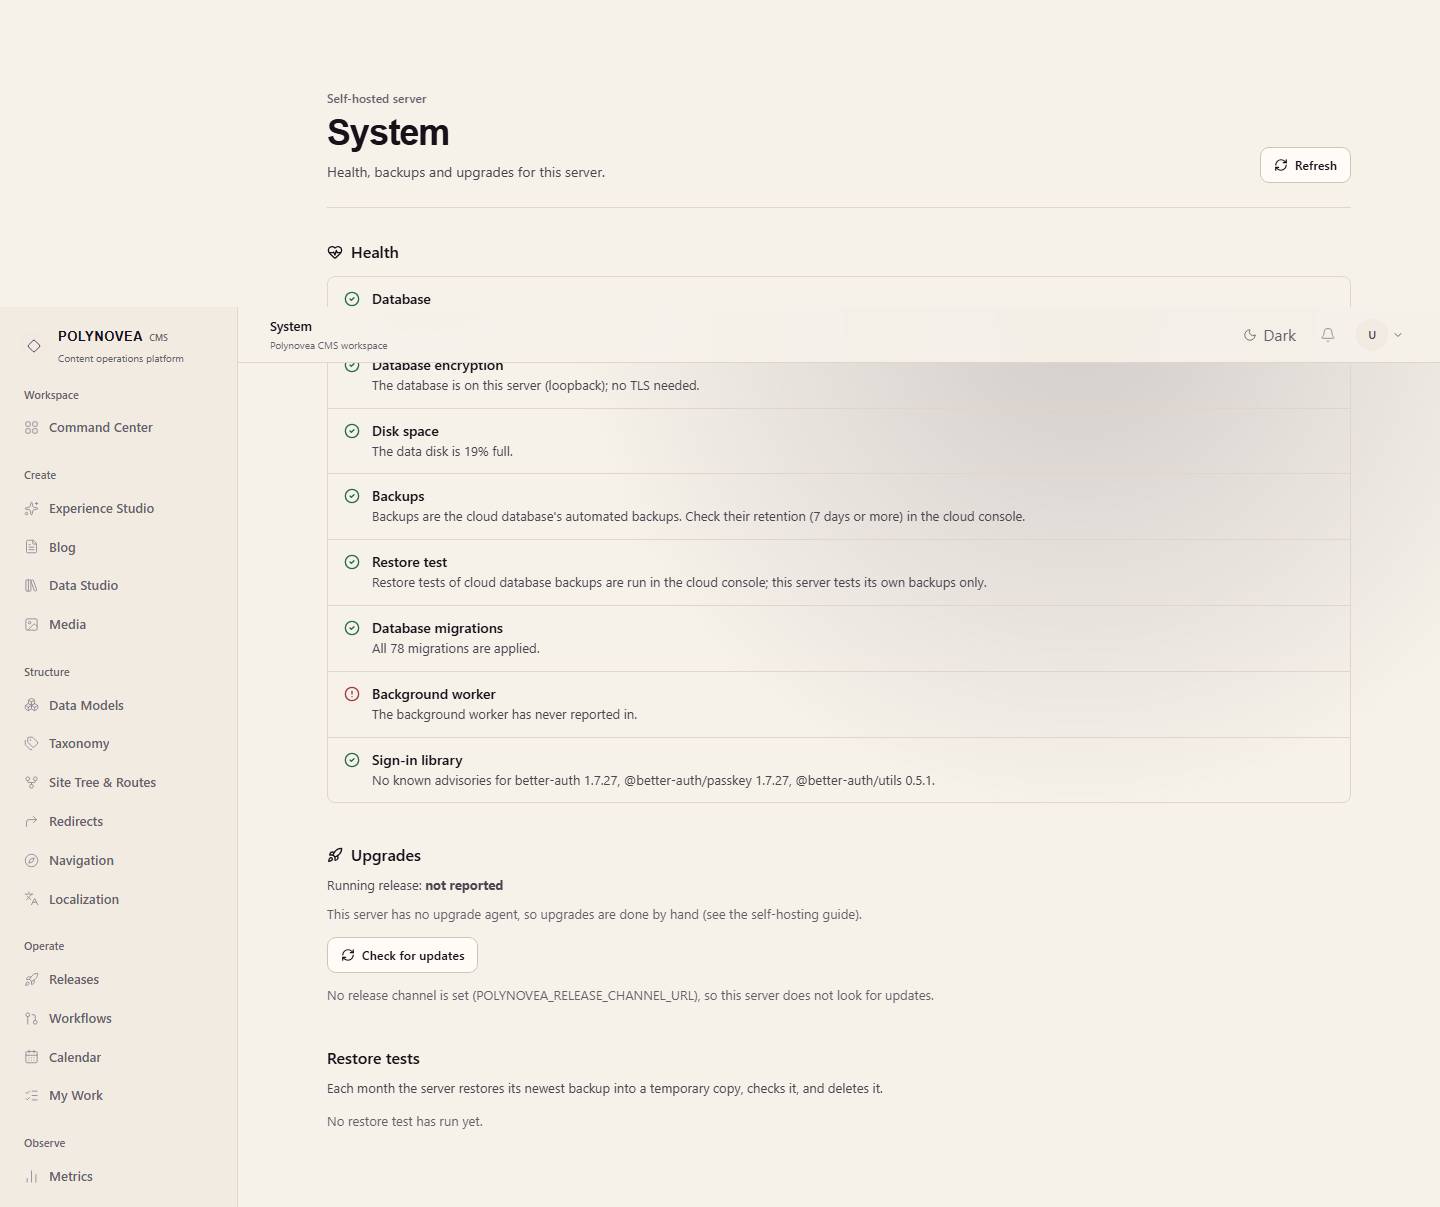 Self-hosted server
System
Health, backups and upgrades for this server.
Refresh
Health
Database
POLYNOVEA CMS
Content operations platform
Workspace
Command Center
Create
Experience Studio
Blog
Data Studio
Media
Structure
Data Models
Taxonomy
Site Tree & Routes
Redirects
Navigation
Localization
Operate
Releases
Workflows
Calendar
My Work
Observe
Metrics
System
Polynovea CMS workspace
Dark
U
Database encryption
The database is on this server (loopback); no TLS needed.
Disk space
The data disk is 19% full.
Backups
Backups are the cloud database's automated backups. Check their retention (7 days or more) in the cloud console.
Restore test
Restore tests of cloud database backups are run in the cloud console; this server tests its own backups only.
Database migrations
All 78 migrations are applied.
Background worker
The background worker has never reported in.
Sign-in library
No known advisories for better-auth 1.7.27, @better-auth/passkey 1.7.27, @better-auth/utils 0.5.1.
Upgrades
Running release: not reported
This server has no upgrade agent, so upgrades are done by hand (see the self-hosting guide).
Check for updates
No release channel is set (POLYNOVEA_RELEASE_CHANNEL_URL), so this server does not look for updates.
Restore tests
Each month the server restores its newest backup into a temporary copy, checks it, and deletes it.
No restore test has run yet.